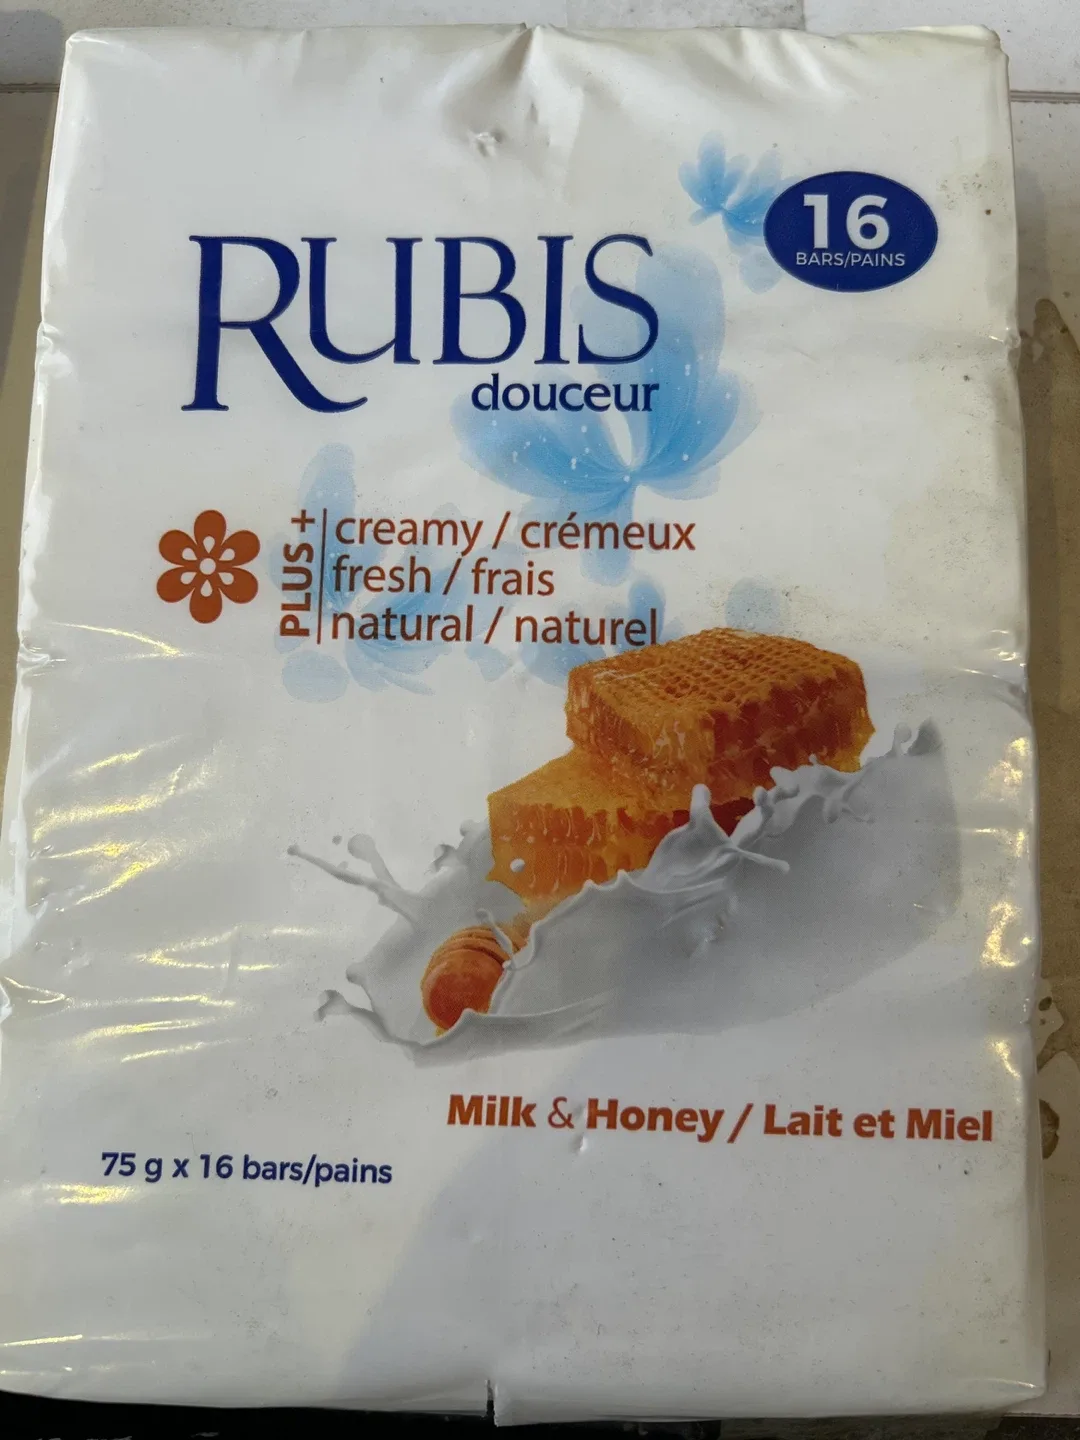 16
BARS/PAINS
RUBIS
douceur
PLUS+
creamy / crémeux
fresh / frais
natural / naturel
Milk & Honey / Lait et Miel
75 g x 16 bars/pains